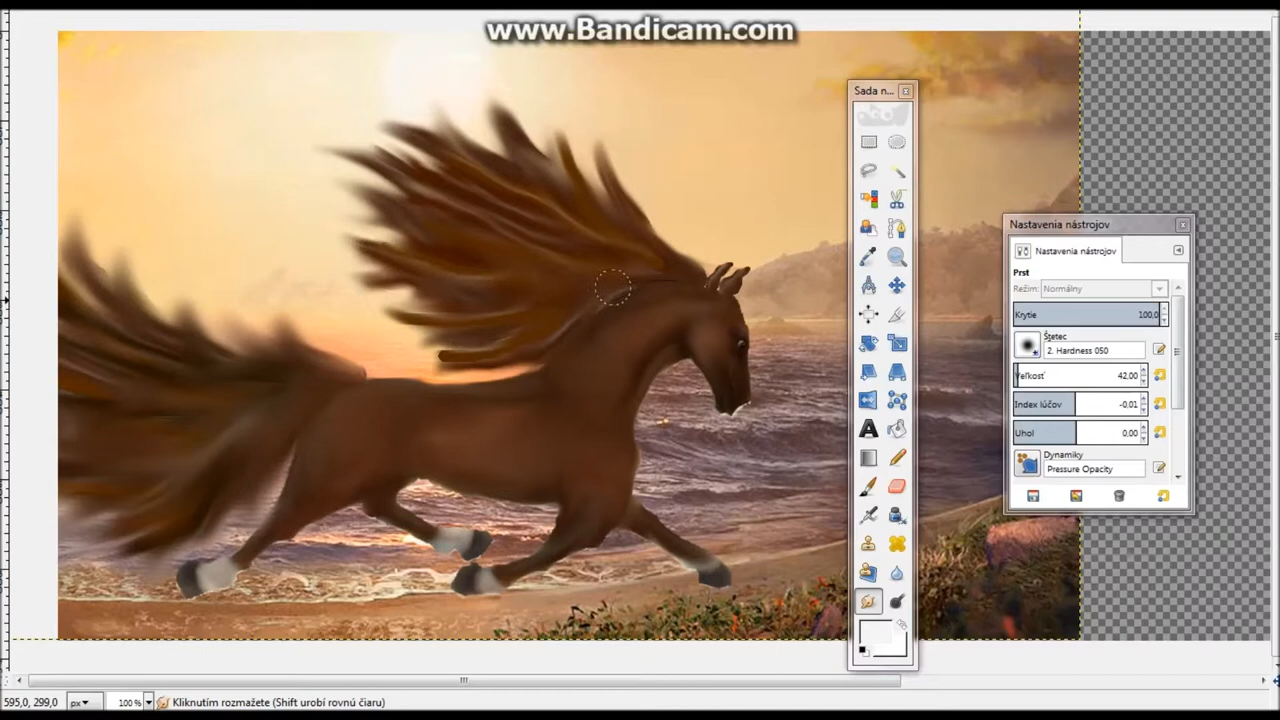 www.Bandicam.com
Sada n...
Nastavenia nástrojov
Nastavenia nástrojov
Prst
Režim: Normálny
Krytie 100,0
Štetec
2. Hardness 050
Veľkosť 42,00
Index lúčov -0,01
Uhol 0,00
Dynamiky
Pressure Opacity
595,0, 299,0 px 100 % Kliknutím rozmažete (Shift urobí rovnú čiaru)